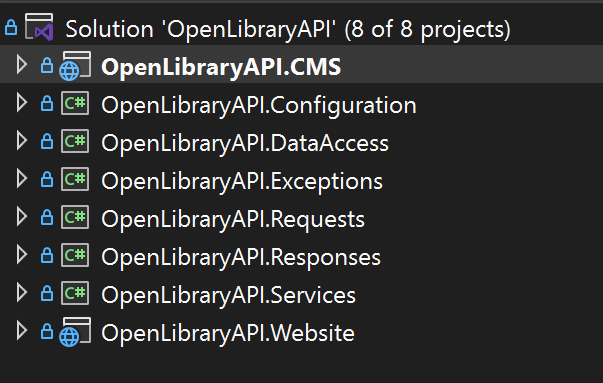 Solution 'OpenLibraryAPI' (8 of 8 projects)
OpenLibraryAPI.CMS
C# OpenLibraryAPI.Configuration
C# OpenLibraryAPI.DataAccess
C# OpenLibraryAPI.Exceptions
C# OpenLibraryAPI.Requests
C# OpenLibraryAPI.Responses
C# OpenLibraryAPI.Services
OpenLibraryAPI.Website